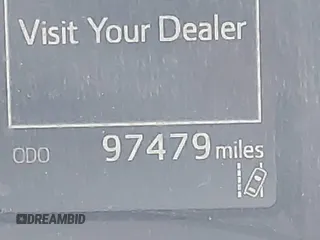 Visit Your Dealer
ODO 97479 miles
DREAMBID